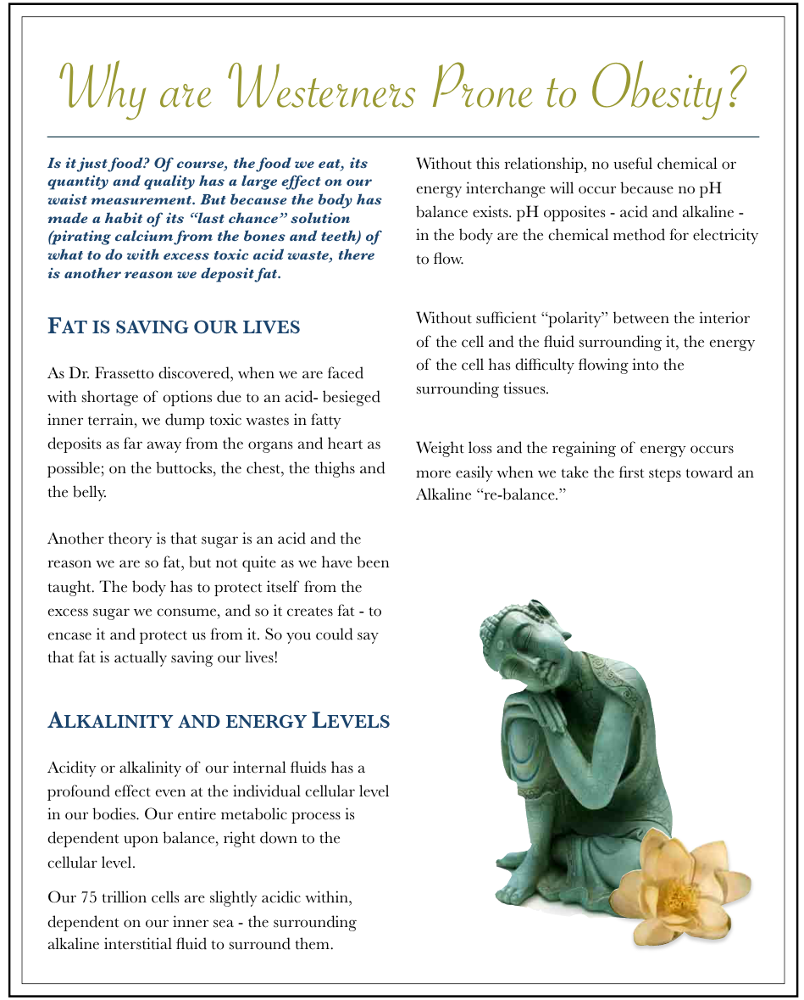 Why are Westerners Prone to Obesity?
Is it just food? Of course, the food we eat, its
quantity and quality has a large effect on our
waist measurement. But because the body has
made a habit of its “last chance” solution
(pirating calcium from the bones and teeth) of
what to do with excess toxic acid waste, there
is another reason we deposit fat.
FAT IS SAVING OUR LIVES
As Dr. Frassetto discovered, when we are faced
with shortage of options due to an acid- besieged
inner terrain, we dump toxic wastes in fatty
deposits as far away from the organs and heart as
possible; on the buttocks, the chest, the thighs and
the belly.
Another theory is that sugar is an acid and the
reason we are so fat, but not quite as we have been
taught. The body has to protect itself from the
excess sugar we consume, and so it creates fat - to
encase it and protect us from it. So you could say
that fat is actually saving our lives!
ALKALINITY AND ENERGY LEVELS
Acidity or alkalinity of our internal fluids has a
profound effect even at the individual cellular level
in our bodies. Our entire metabolic process is
dependent upon balance, right down to the
cellular level.
Our 75 trillion cells are slightly acidic within,
dependent on our inner sea - the surrounding
alkaline interstitial fluid to surround them.
Without this relationship, no useful chemical or
energy interchange will occur because no pH
balance exists. pH opposites - acid and alkaline -
in the body are the chemical method for electricity
to flow.
Without sufficient “polarity” between the interior
of the cell and the fluid surrounding it, the energy
of the cell has difficulty flowing into the
surrounding tissues.
Weight loss and the regaining of energy occurs
more easily when we take the first steps toward an
Alkaline “re-balance.”